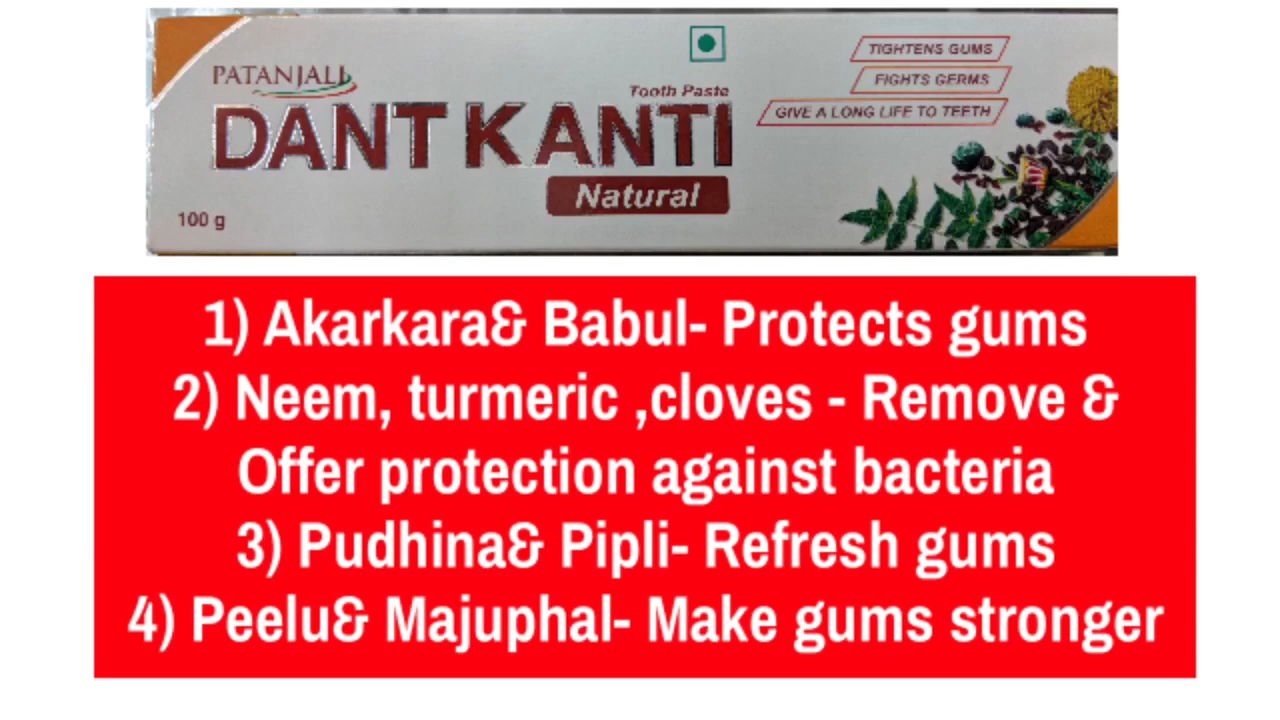 PATANJALI
Tooth Paste
DANT KANTI
Natural
100 g
TIGHTENS GUMS
FIGHTS GERMS
GIVE A LONG LIFE TO TEETH
1) Akarkara& Babul- Protects gums
2) Neem, turmeric ,cloves - Remove &
Offer protection against bacteria
3) Pudhina& Pipli- Refresh gums
4) Peelu& Majuphal- Make gums stronger